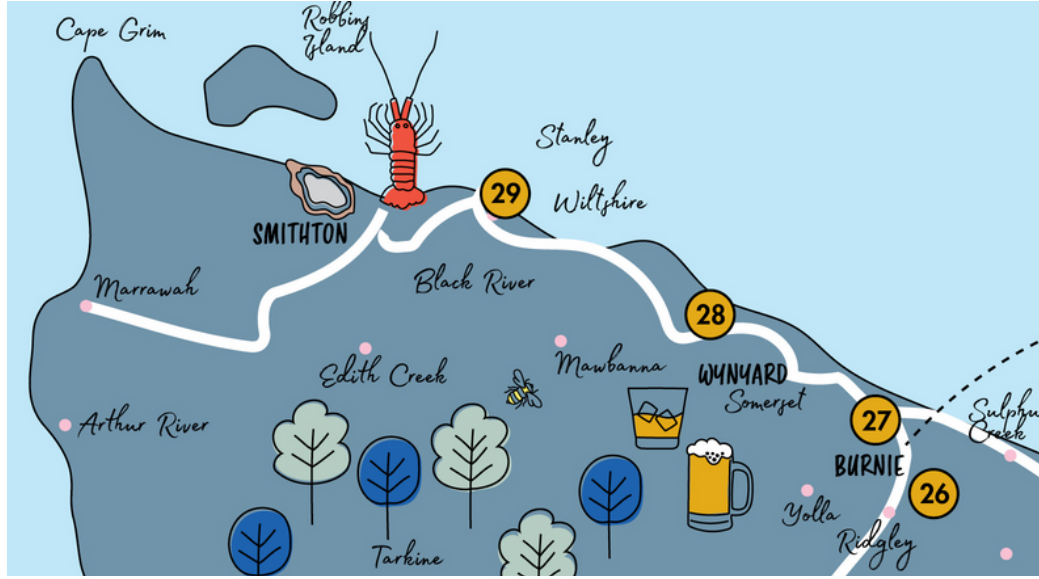 Cape Grim
Robbins
Island
Stanley
29
Wiltshire
SMITHTON
Marrawah
Black River
28
Edith Creek
Mawbanna
WYNYARD
Somerset
Arthur River
27
Sulphu
Creek
BURNIE
26
Yolla
Ridgley
Tarkine